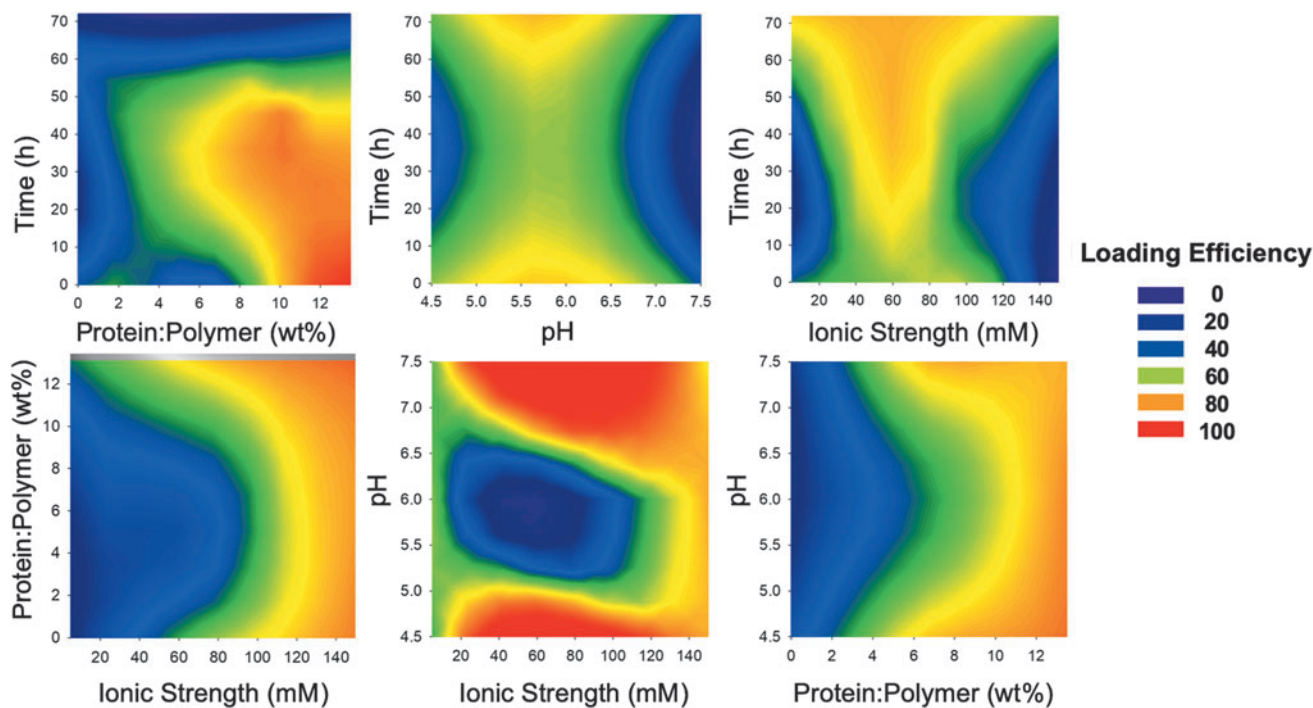 70
60
50
40
30
20
10
0
Time (h)
0 2 4 6 8 10 12
Protein:Polymer (wt%)
70
60
50
40
30
20
10
0
Time (h)
4.5 5.0 5.5 6.0 6.5 7.0 7.5
pH
70
60
50
40
30
20
10
0
Time (h)
20 40 60 80 100 120 140
Ionic Strength (mM)
Loading Efficiency
0
20
40
60
80
100
12
10
8
6
4
2
0
Protein:Polymer (wt%)
20 40 60 80 100 120 140
Ionic Strength (mM)
7.5
7.0
6.5
6.0
5.5
5.0
4.5
pH
20 40 60 80 100 120 140
Ionic Strength (mM)
7.5
7.0
6.5
6.0
5.5
5.0
4.5
pH
0 2 4 6 8 10 12
Protein:Polymer (wt%)